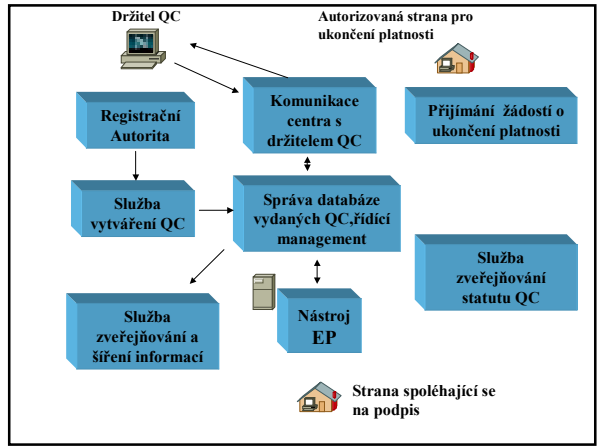 Držitel QC
Autorizovaná strana pro
ukončení platnosti
Komunikace
centra s
držitelem QC
Přijímání žádostí o
ukončení platnosti
Registrační
Autorita
Služba
vytváření QC
Správa databáze
vydaných QC,řídící
management
Služba
zveřejňování
statutu QC
Služba
zveřejňování a
šíření informací
Nástroj
EP
Strana spoléhající se
na podpis